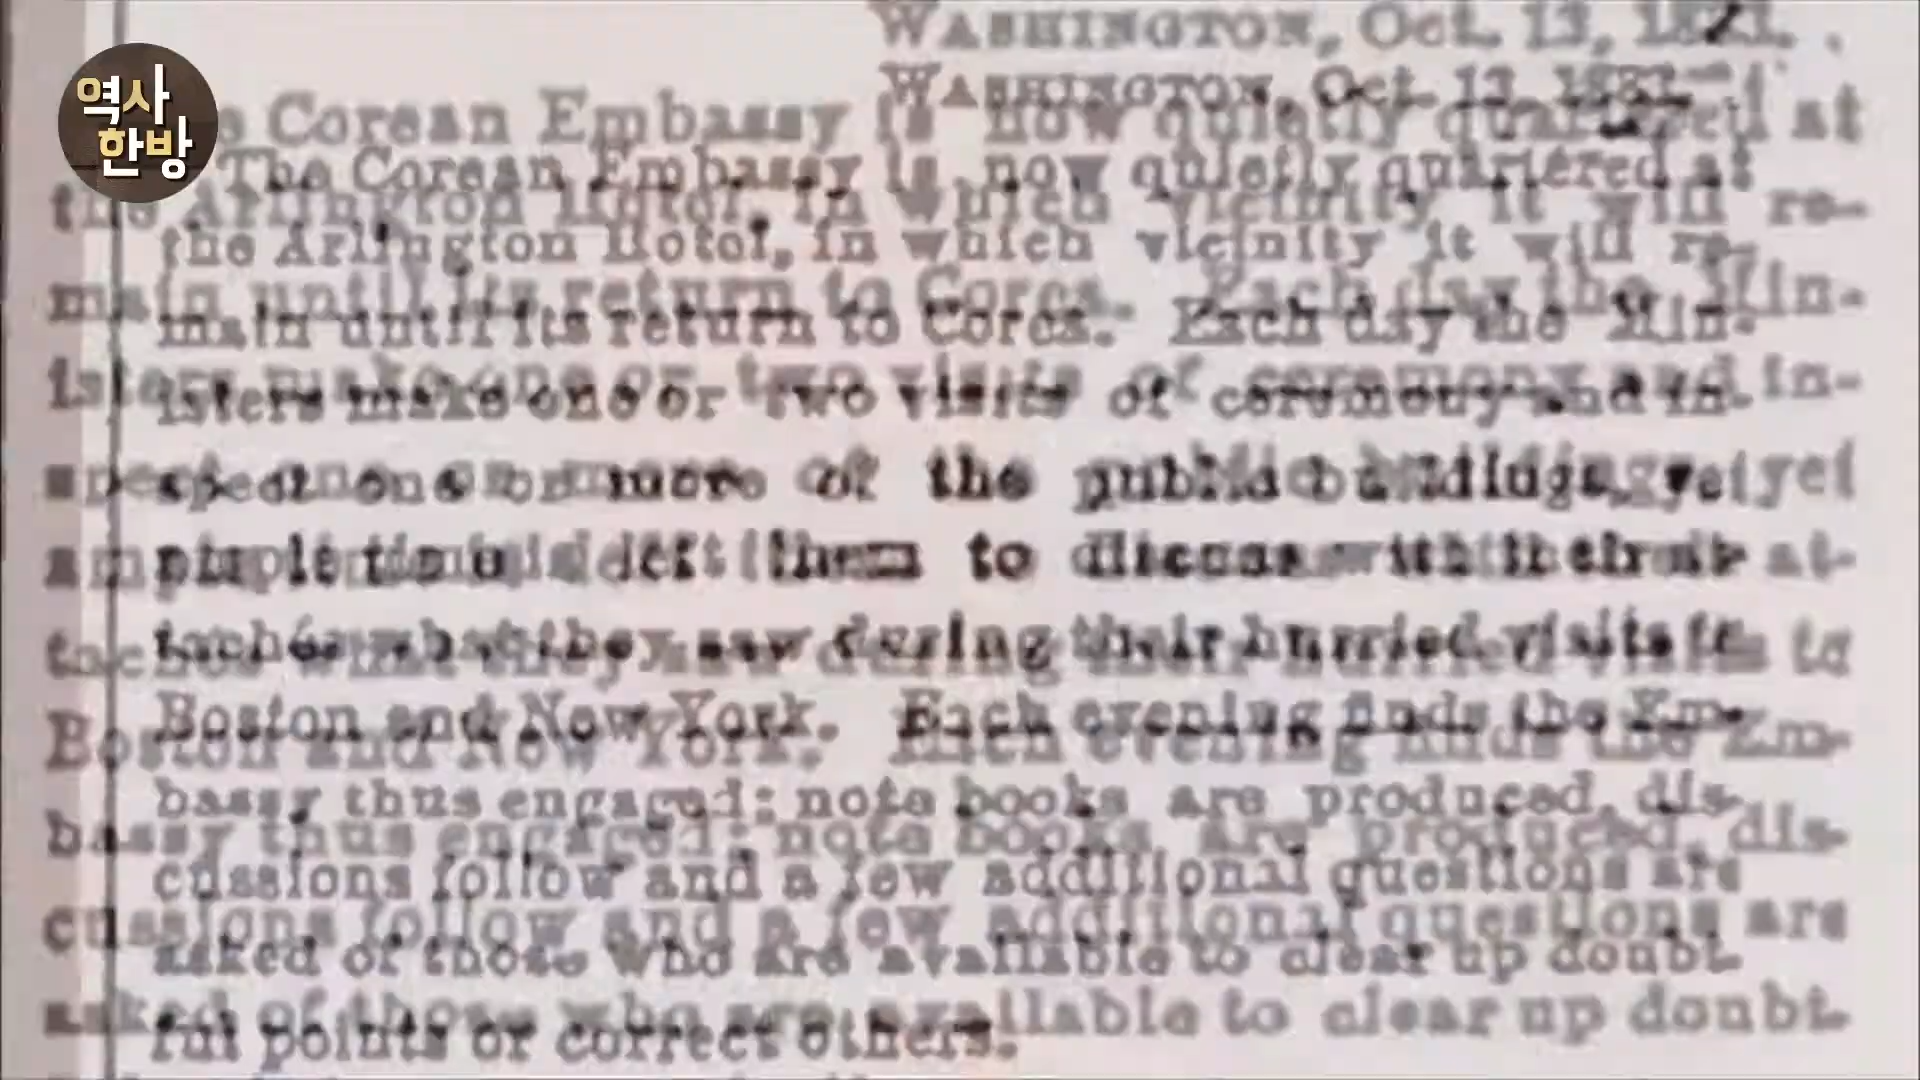 역사
한방
WASHINGTON, Oct. 13, 1883.
The Corean Embassy is now quietly quartered at
the Arlington Hotel, in which vicinity it will re-
main until its return to Corea. Each day the Min-
isters make one or two visits of ceremony and in-
spect one or more of the public buildings, yet
ample time is left them to discuss with their at-
taches what they saw during their hurried visits to
Boston and New York. Each evening finds the Em-
bassy thus engaged; note books are produced, dis-
cussions follow and a few additional questions are
asked of those who are available to clear up doubt-
ful points or correct others.